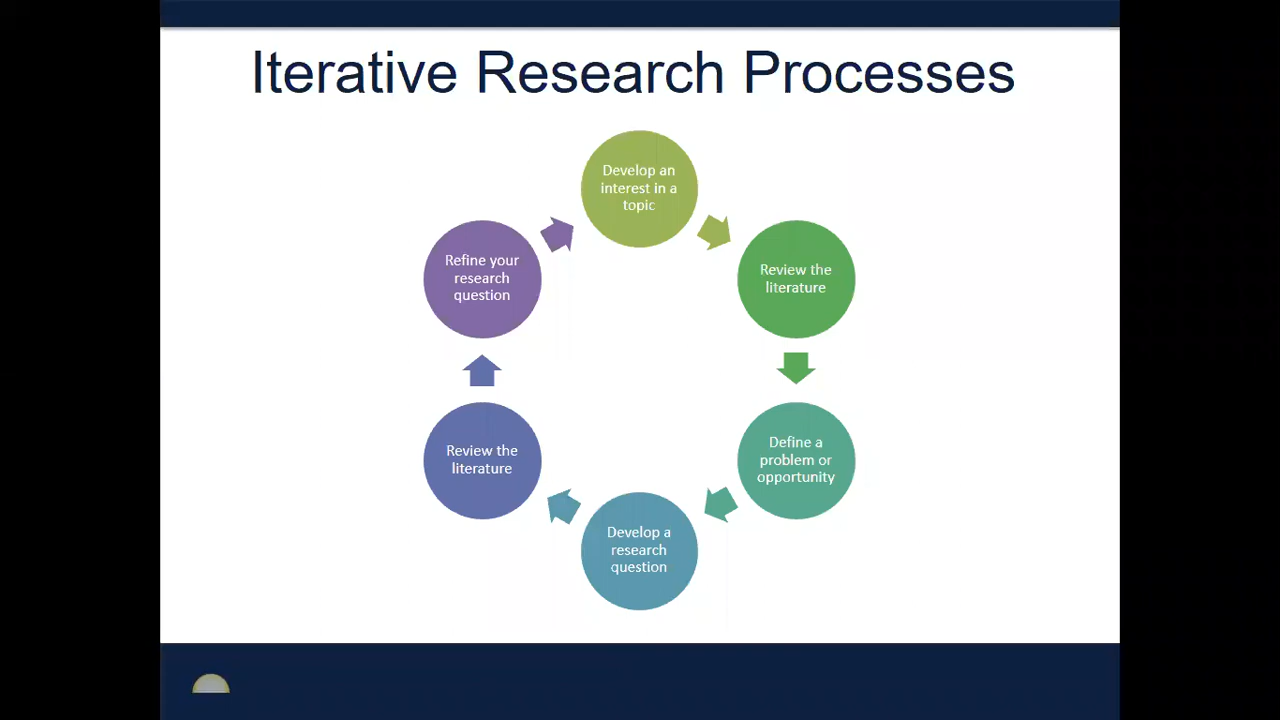 Iterative Research Processes
Develop an
interest in a
topic
Review the
literature
Define a
problem or
opportunity
Develop a
research
question
Review the
literature
Refine your
research
question